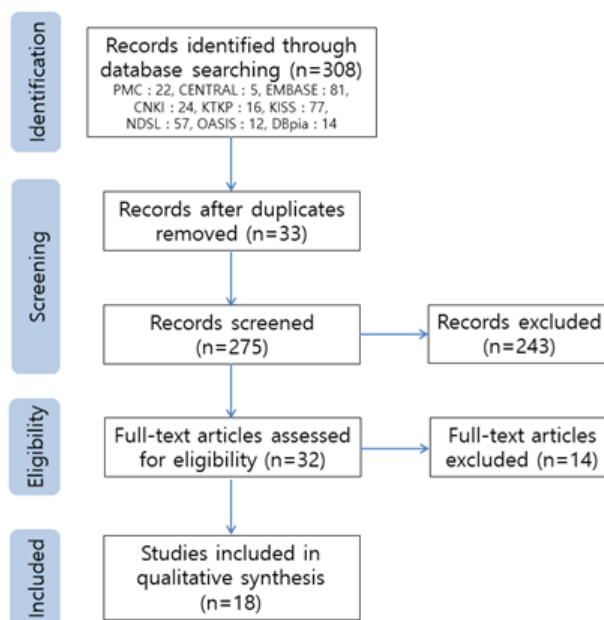 Identification
Records identified through
database searching (n=308)
PMC : 22, CENTRAL : 5, EMBASE : 81,
CNKI : 24, KTKP : 16, KISS : 77,
NDSL : 57, OASIS : 12, DBpia : 14
Screening
Records after duplicates
removed (n=33)
Records screened
(n=275)
Records excluded
(n=243)
Eligibility
Full-text articles assessed
for eligibility (n=32)
Full-text articles
excluded (n=14)
Included
Studies included in
qualitative synthesis
(n=18)